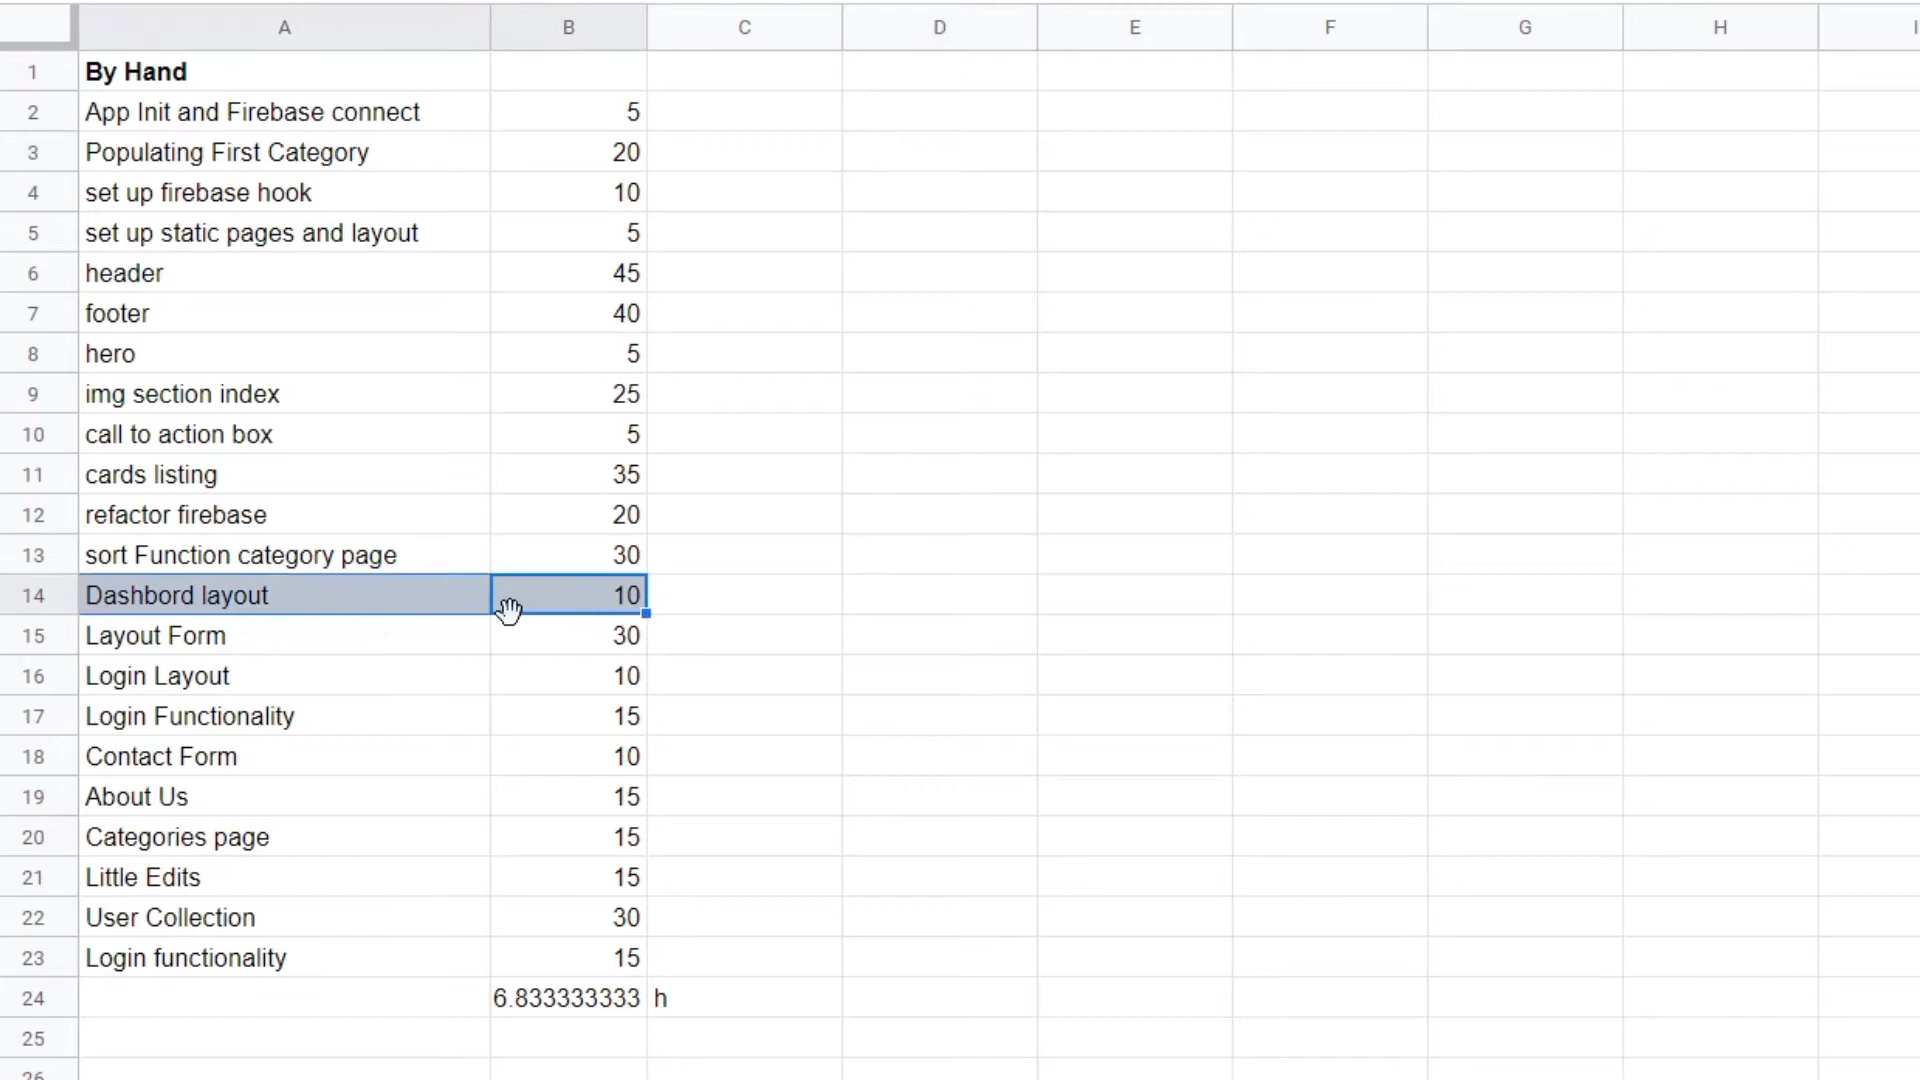 A B C D E F G H I
1 By Hand
2 App Init and Firebase connect 5
3 Populating First Category 20
4 set up firebase hook 10
5 set up static pages and layout 5
6 header 45
7 footer 40
8 hero 5
9 img section index 25
10 call to action box 5
11 cards listing 35
12 refactor firebase 20
13 sort Function category page 30
14 Dashbord layout 10
15 Layout Form 30
16 Login Layout 10
17 Login Functionality 15
18 Contact Form 10
19 About Us 15
20 Categories page 15
21 Little Edits 15
22 User Collection 30
23 Login functionality 15
24 6.833333333 h
25
26